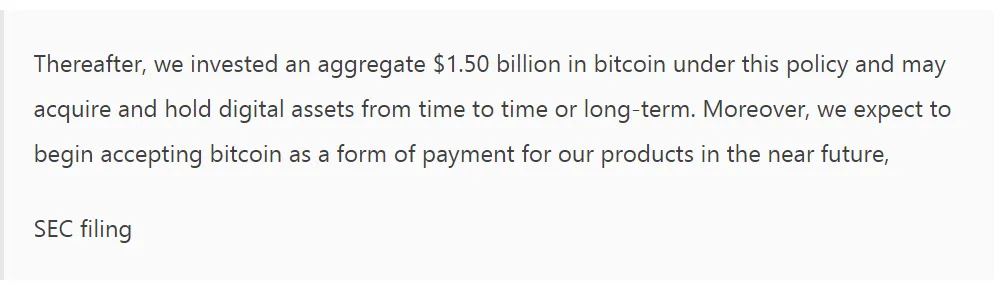 Thereafter, we invested an aggregate $1.50 billion in bitcoin under this policy and may
acquire and hold digital assets from time to time or long-term. Moreover, we expect to
begin accepting bitcoin as a form of payment for our products in the near future,
SEC filing